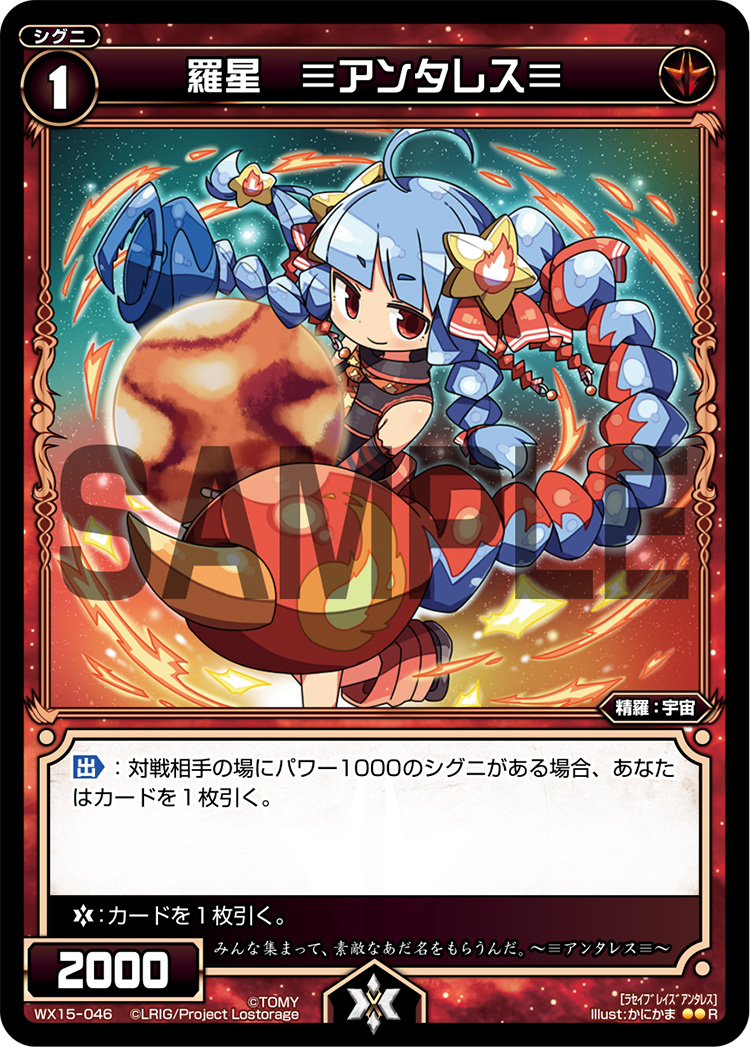 シグニ
1
羅星 ≡アンタレス≡
SAMPLE
精羅:宇宙
出:対戦相手の場にパワー1000のシグニがある場合、あなた
はカードを1枚引く。
:カードを1枚引く。
みんな集まって、素敵なあだ名をもらうんだ。~≡アンタレス≡~
2000
©TOMY
[ラセイブレイズアンタレス]
WX15-046 ©LRIG/Project Lostorage
Illust:かにかま R